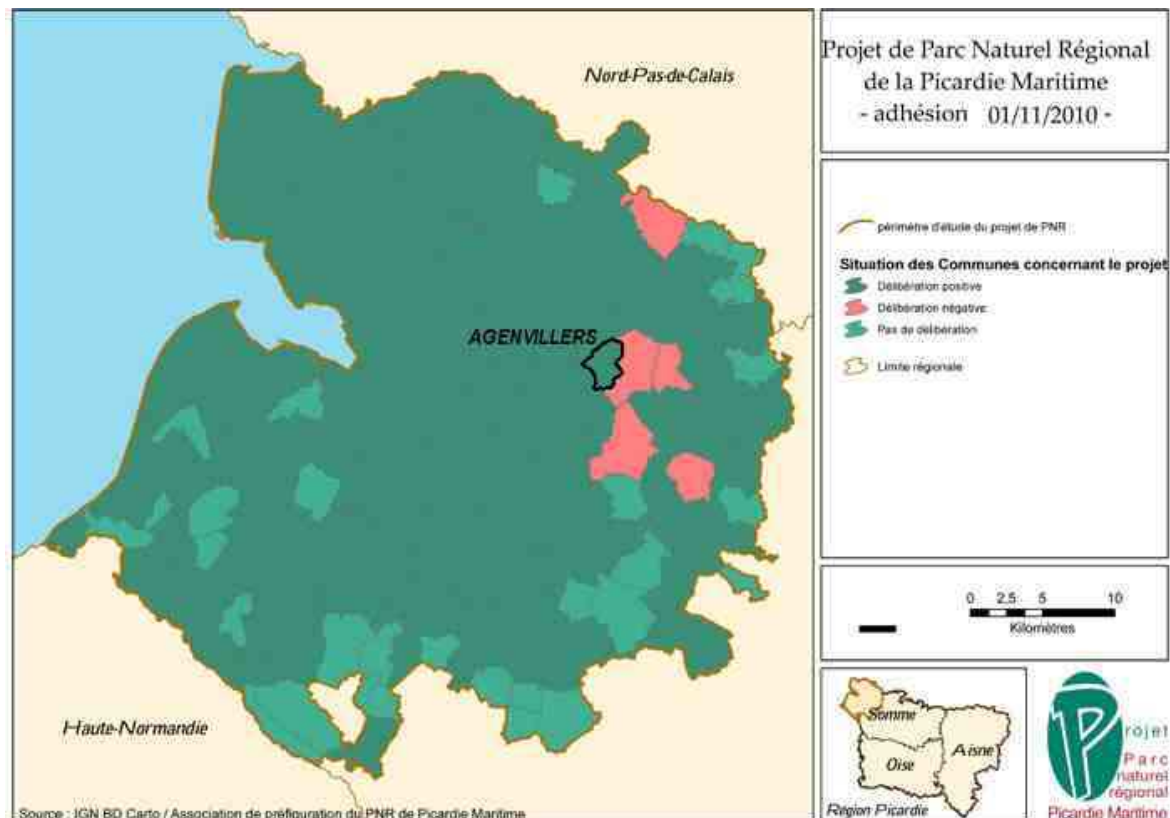 Nord-Pas-de-Calais
AGENVILLERS
Haute-Normandie
Source : IGN BD Carto / Association de préfiguration du PNR de Picardie Maritime
Projet de Parc Naturel Régional
de la Picardie Maritime
- adhésion 01/11/2010 -
périmètre d'étude du projet de PNR
Situation des Communes concernant le projet
Délibération positive
Délibération négative
Pas de délibération
Limite régionale
0 2,5 5 10
Kilomètres
Somme
Oise
Aisne
Région Picardie
Projet
Parc
naturel
régional
Picardie Maritime